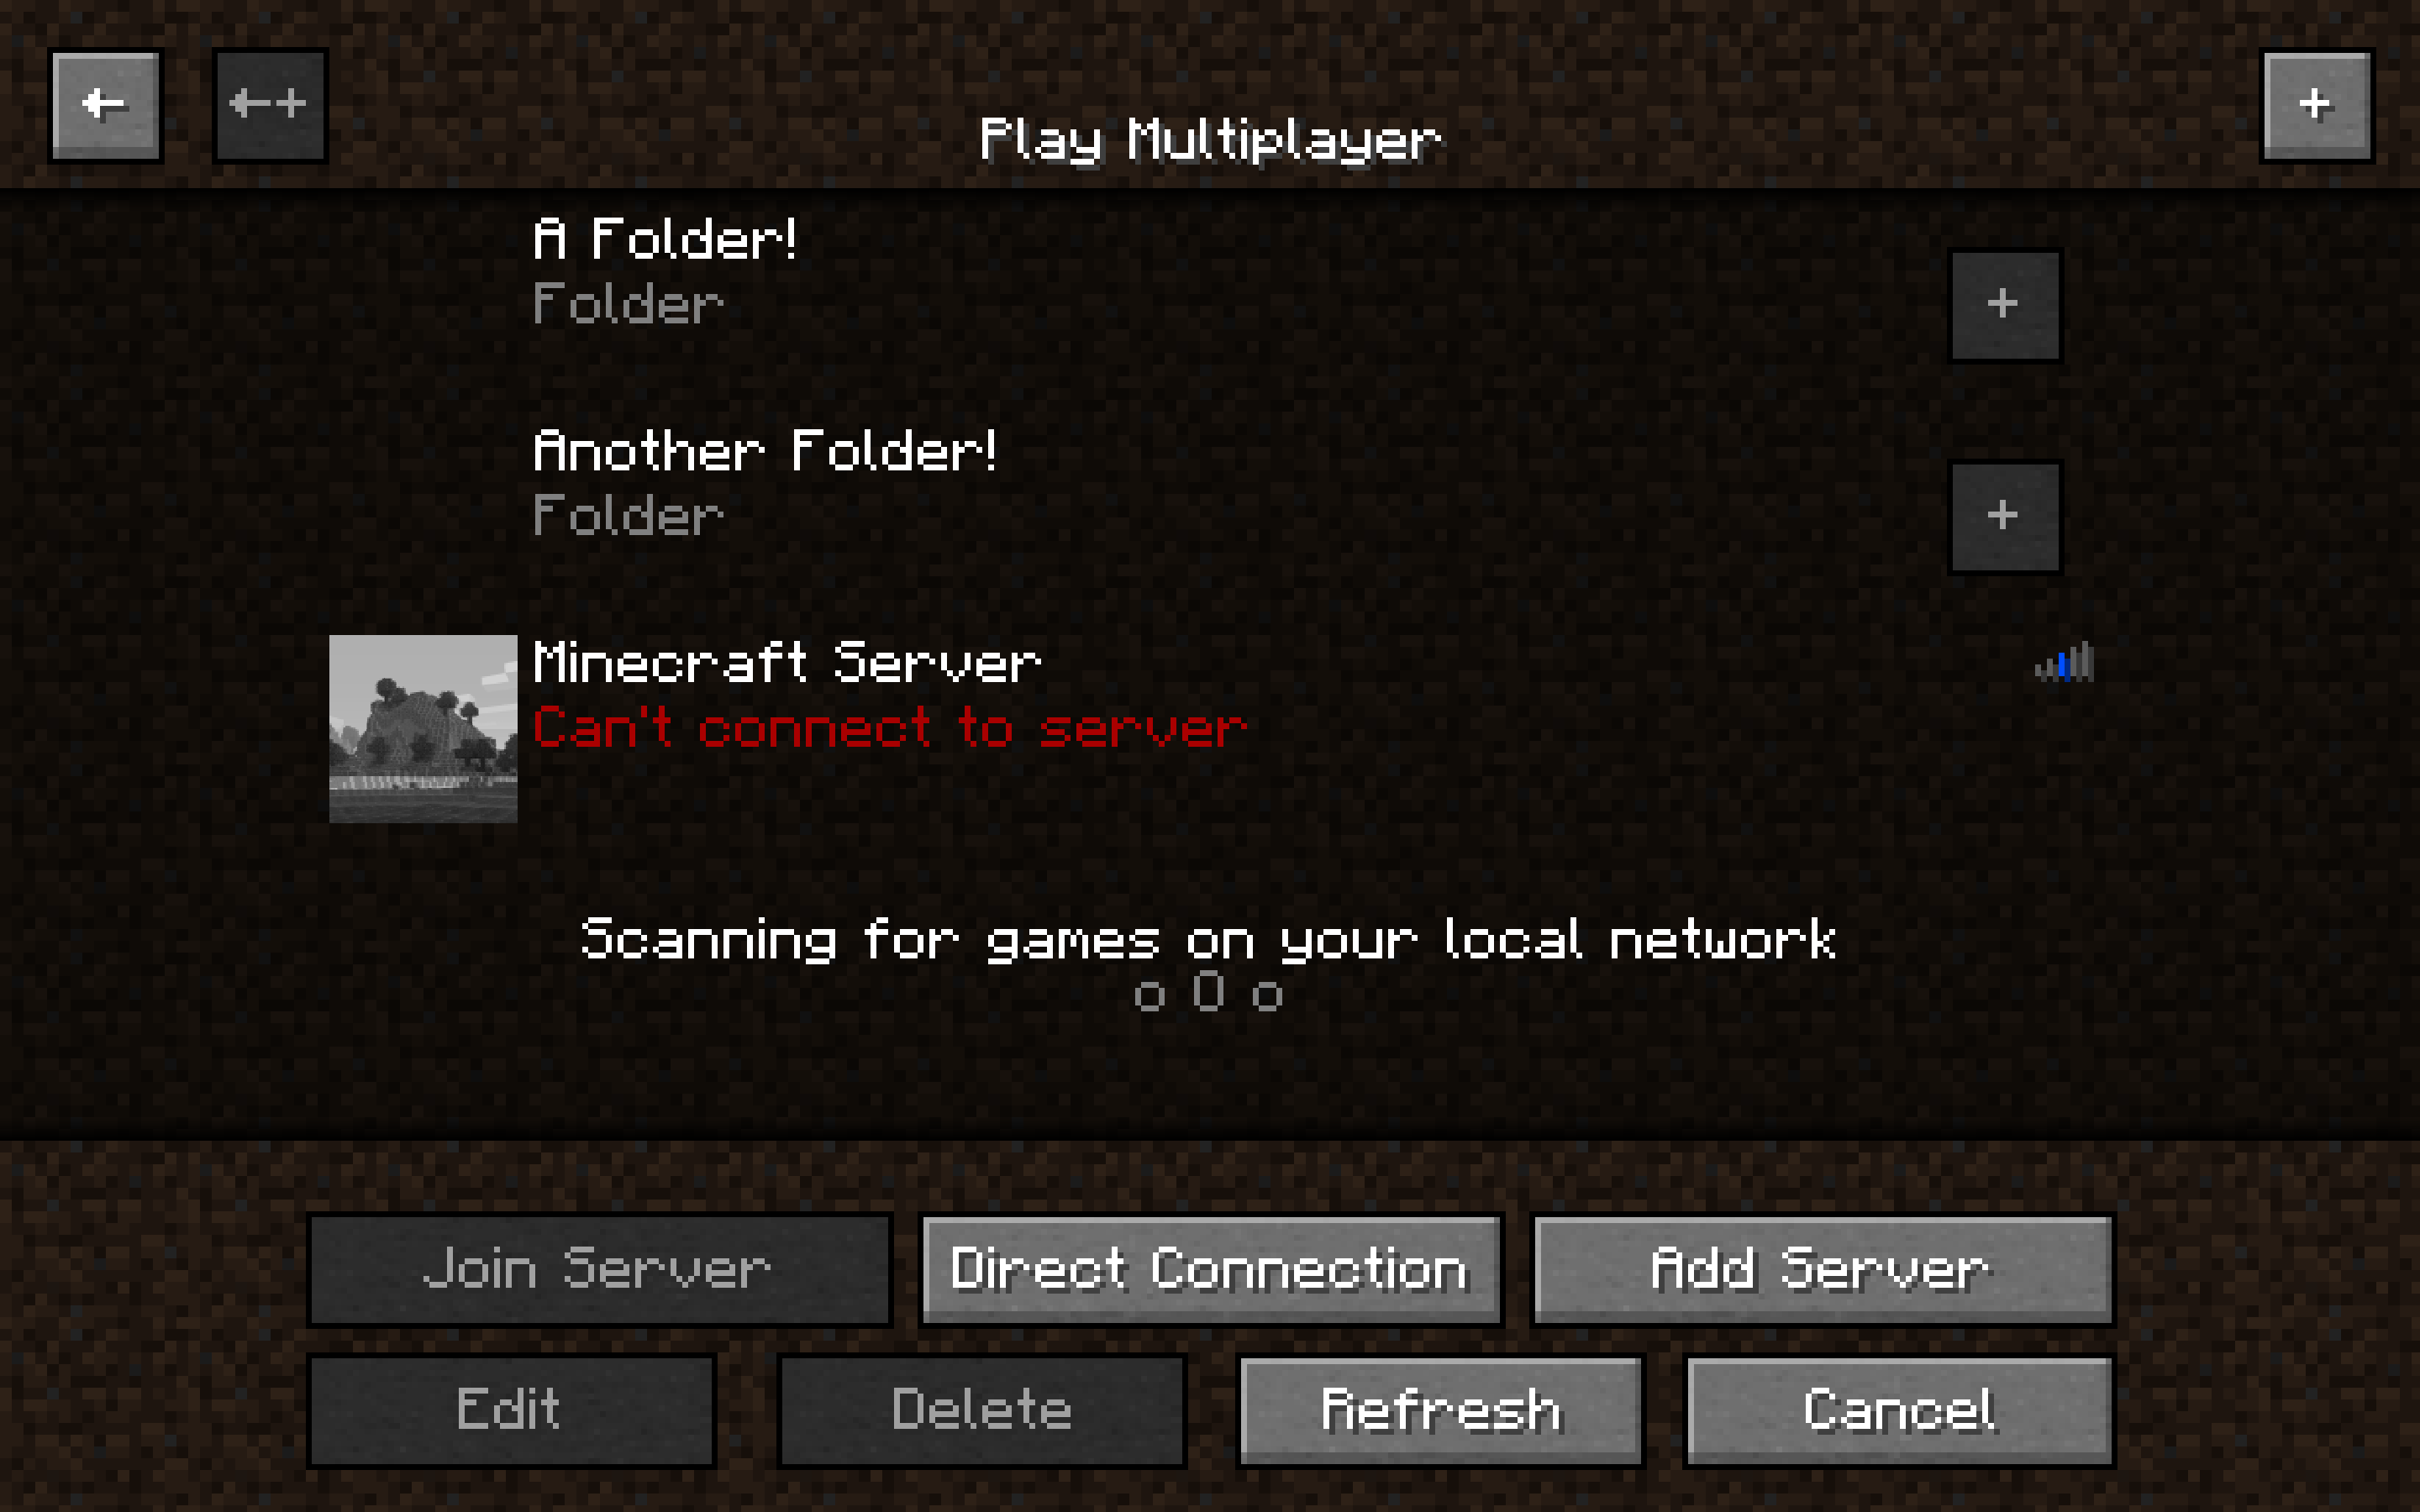 ←
←+
Play Multiplayer
+
A Folder!
Folder
+
Another Folder!
Folder
+
Minecraft Server
Can't connect to server
Scanning for games on your local network
o O o
Join Server
Direct Connection
Add Server
Edit
Delete
Refresh
Cancel